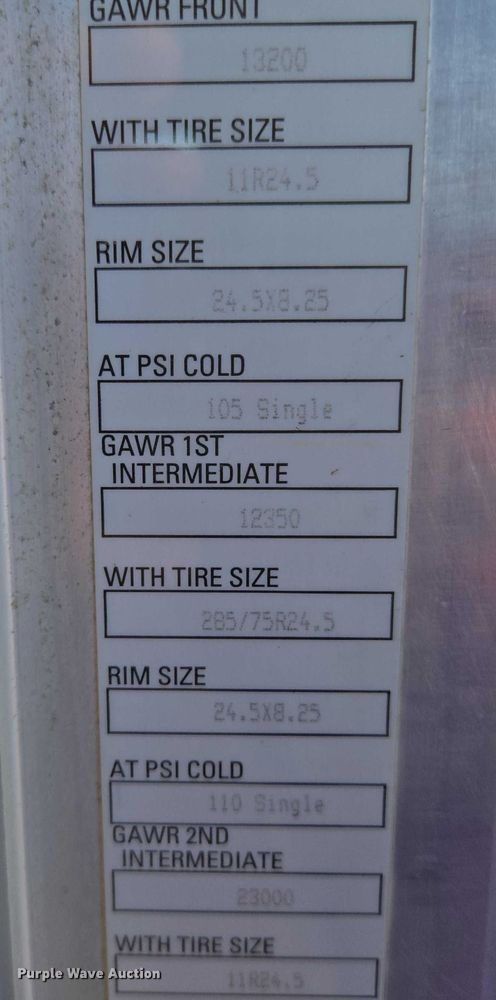 GAWR FRONT
13200
WITH TIRE SIZE
11R24.5
RIM SIZE
24.5X8.25
AT PSI COLD
105 Single
GAWR 1ST
INTERMEDIATE
12350
WITH TIRE SIZE
285/75R24.5
RIM SIZE
24.5X8.25
AT PSI COLD
110 Single
GAWR 2ND
INTERMEDIATE
23000
WITH TIRE SIZE
11R24.5
Purple Wave Auction